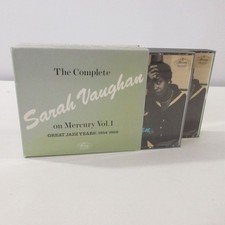 The Complete
Sarah Vaughan
on Mercury Vol.1
GREAT JAZZ YEARS; 1954-1956